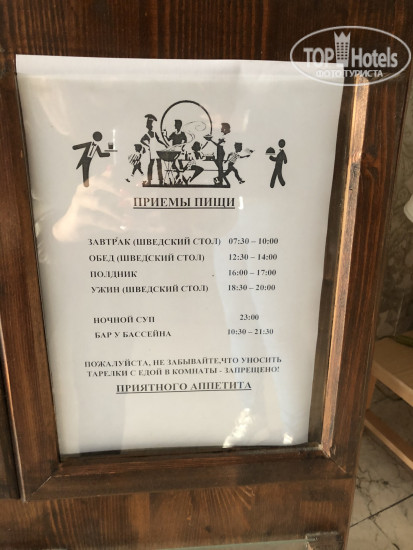 TOP Hotels
ФОТО ТУРИСТА
ПРИЕМЫ ПИЩИ
ЗАВТРАК (ШВЕДСКИЙ СТОЛ) 07:30 – 10:00
ОБЕД (ШВЕДСКИЙ СТОЛ) 12:30 – 14:00
ПОЛДНИК 16:00 – 17:00
УЖИН (ШВЕДСКИЙ СТОЛ) 18:30 – 20:00
НОЧНОЙ СУП 23:00
БАР У БАССЕЙНА 10:30 – 21:30
ПОЖАЛУЙСТА, НЕ ЗАБЫВАЙТЕ,ЧТО УНОСИТЬ
ТАРЕЛКИ С ЕДОЙ В КОМНАТЫ - ЗАПРЕЩЕНО!
ПРИЯТНОГО АППЕТИТА